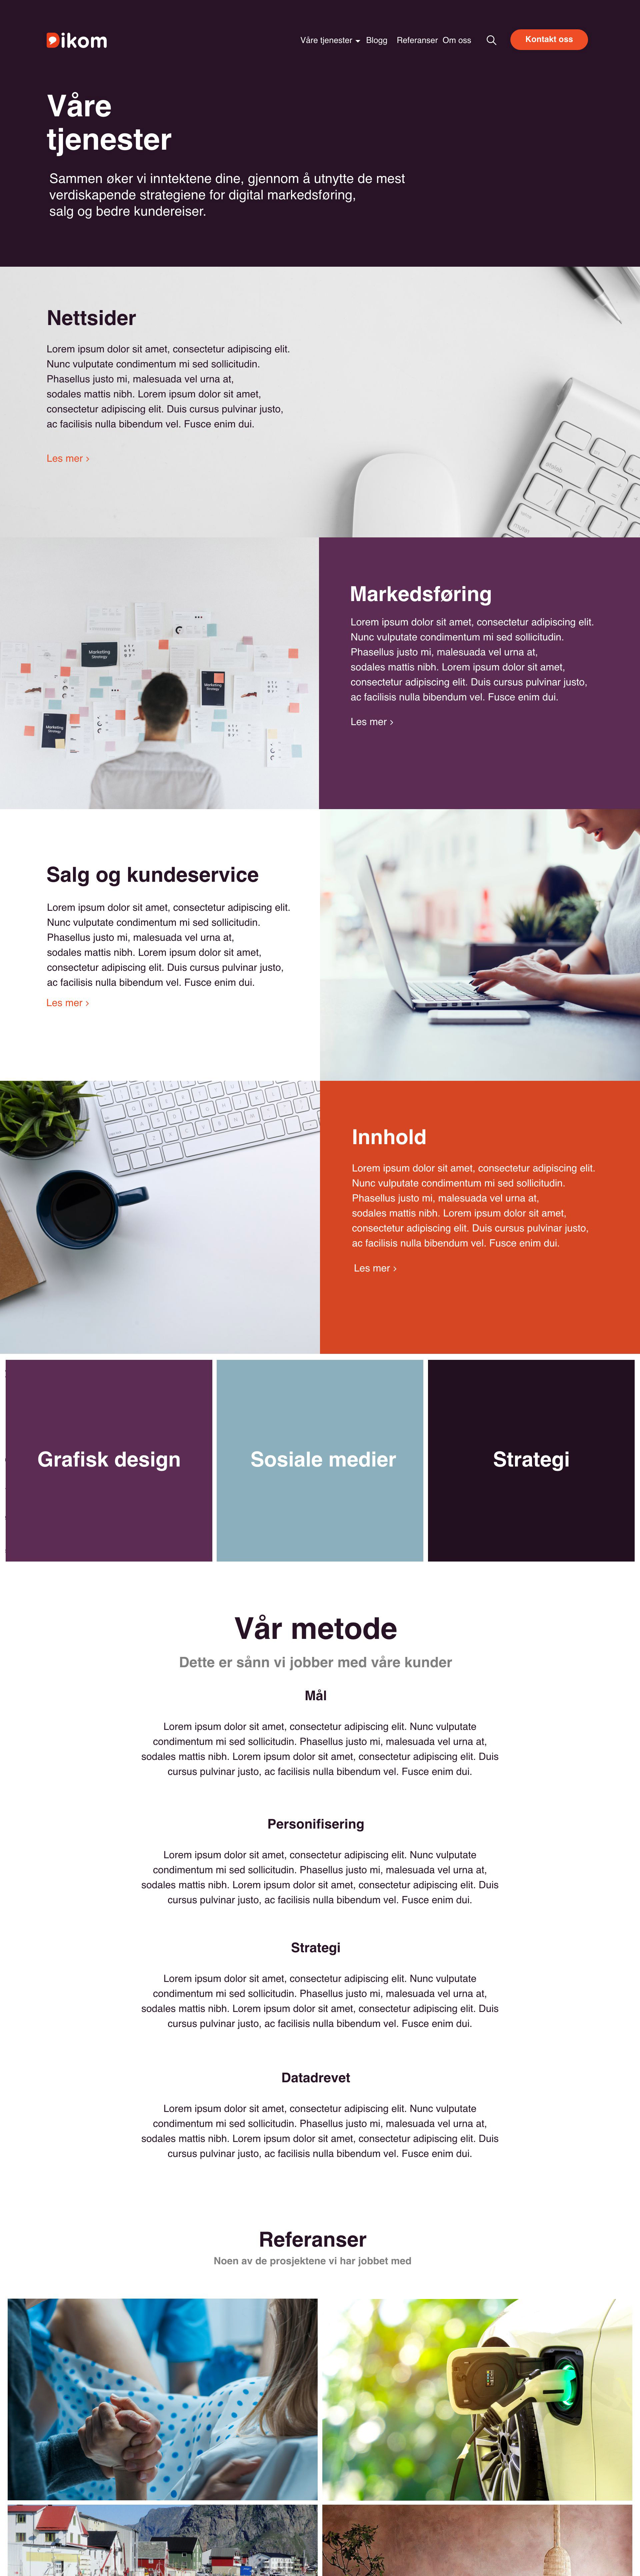 Dikom
Våre tjenester Blogg Referanser Om oss Kontakt oss
Våre
tjenester
Sammen øker vi inntektene dine, gjennom å utnytte de mest
verdiskapende strategiene for digital markedsføring,
salg og bedre kundereiser.
Nettsider
Lorem ipsum dolor sit amet, consectetur adipiscing elit.
Nunc vulputate condimentum mi sed sollicitudin.
Phasellus justo mi, malesuada vel urna at,
sodales mattis nibh. Lorem ipsum dolor sit amet,
consectetur adipiscing elit. Duis cursus pulvinar justo,
ac facilisis nulla bibendum vel. Fusce enim dui.
Les mer ›
Marketing
Strategy
Marketing
Strategy
Marketing
Strategy
Markedsføring
Lorem ipsum dolor sit amet, consectetur adipiscing elit.
Nunc vulputate condimentum mi sed sollicitudin.
Phasellus justo mi, malesuada vel urna at,
sodales mattis nibh. Lorem ipsum dolor sit amet,
consectetur adipiscing elit. Duis cursus pulvinar justo,
ac facilisis nulla bibendum vel. Fusce enim dui.
Les mer ›
Salg og kundeservice
Lorem ipsum dolor sit amet, consectetur adipiscing elit.
Nunc vulputate condimentum mi sed sollicitudin.
Phasellus justo mi, malesuada vel urna at,
sodales mattis nibh. Lorem ipsum dolor sit amet,
consectetur adipiscing elit. Duis cursus pulvinar justo,
ac facilisis nulla bibendum vel. Fusce enim dui.
Les mer ›
Innhold
Lorem ipsum dolor sit amet, consectetur adipiscing elit.
Nunc vulputate condimentum mi sed sollicitudin.
Phasellus justo mi, malesuada vel urna at,
sodales mattis nibh. Lorem ipsum dolor sit amet,
consectetur adipiscing elit. Duis cursus pulvinar justo,
ac facilisis nulla bibendum vel. Fusce enim dui.
Les mer ›
Grafisk design
Sosiale medier
Strategi
Vår metode
Dette er sånn vi jobber med våre kunder
Mål
Lorem ipsum dolor sit amet, consectetur adipiscing elit. Nunc vulputate
condimentum mi sed sollicitudin. Phasellus justo mi, malesuada vel urna at,
sodales mattis nibh. Lorem ipsum dolor sit amet, consectetur adipiscing elit. Duis
cursus pulvinar justo, ac facilisis nulla bibendum vel. Fusce enim dui.
Personifisering
Lorem ipsum dolor sit amet, consectetur adipiscing elit. Nunc vulputate
condimentum mi sed sollicitudin. Phasellus justo mi, malesuada vel urna at,
sodales mattis nibh. Lorem ipsum dolor sit amet, consectetur adipiscing elit. Duis
cursus pulvinar justo, ac facilisis nulla bibendum vel. Fusce enim dui.
Strategi
Lorem ipsum dolor sit amet, consectetur adipiscing elit. Nunc vulputate
condimentum mi sed sollicitudin. Phasellus justo mi, malesuada vel urna at,
sodales mattis nibh. Lorem ipsum dolor sit amet, consectetur adipiscing elit. Duis
cursus pulvinar justo, ac facilisis nulla bibendum vel. Fusce enim dui.
Datadrevet
Lorem ipsum dolor sit amet, consectetur adipiscing elit. Nunc vulputate
condimentum mi sed sollicitudin. Phasellus justo mi, malesuada vel urna at,
sodales mattis nibh. Lorem ipsum dolor sit amet, consectetur adipiscing elit. Duis
cursus pulvinar justo, ac facilisis nulla bibendum vel. Fusce enim dui.
Referanser
Noen av de prosjektene vi har jobbet med